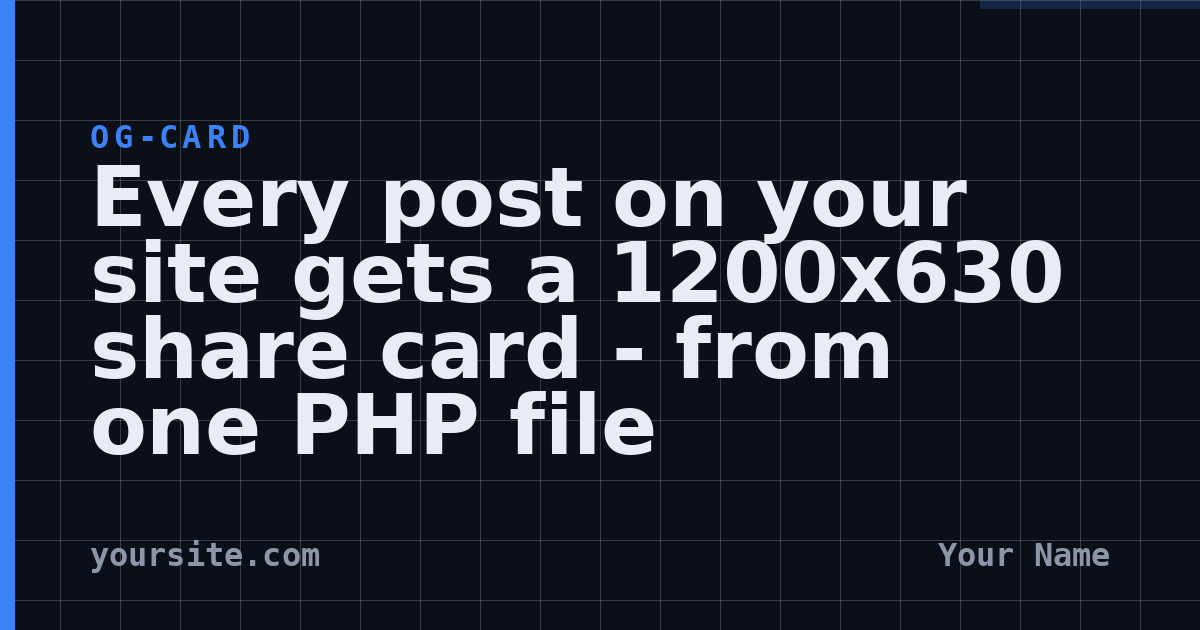 OG-CARD
Every post on your
site gets a 1200x630
share card - from
one PHP file
yoursite.com
Your Name